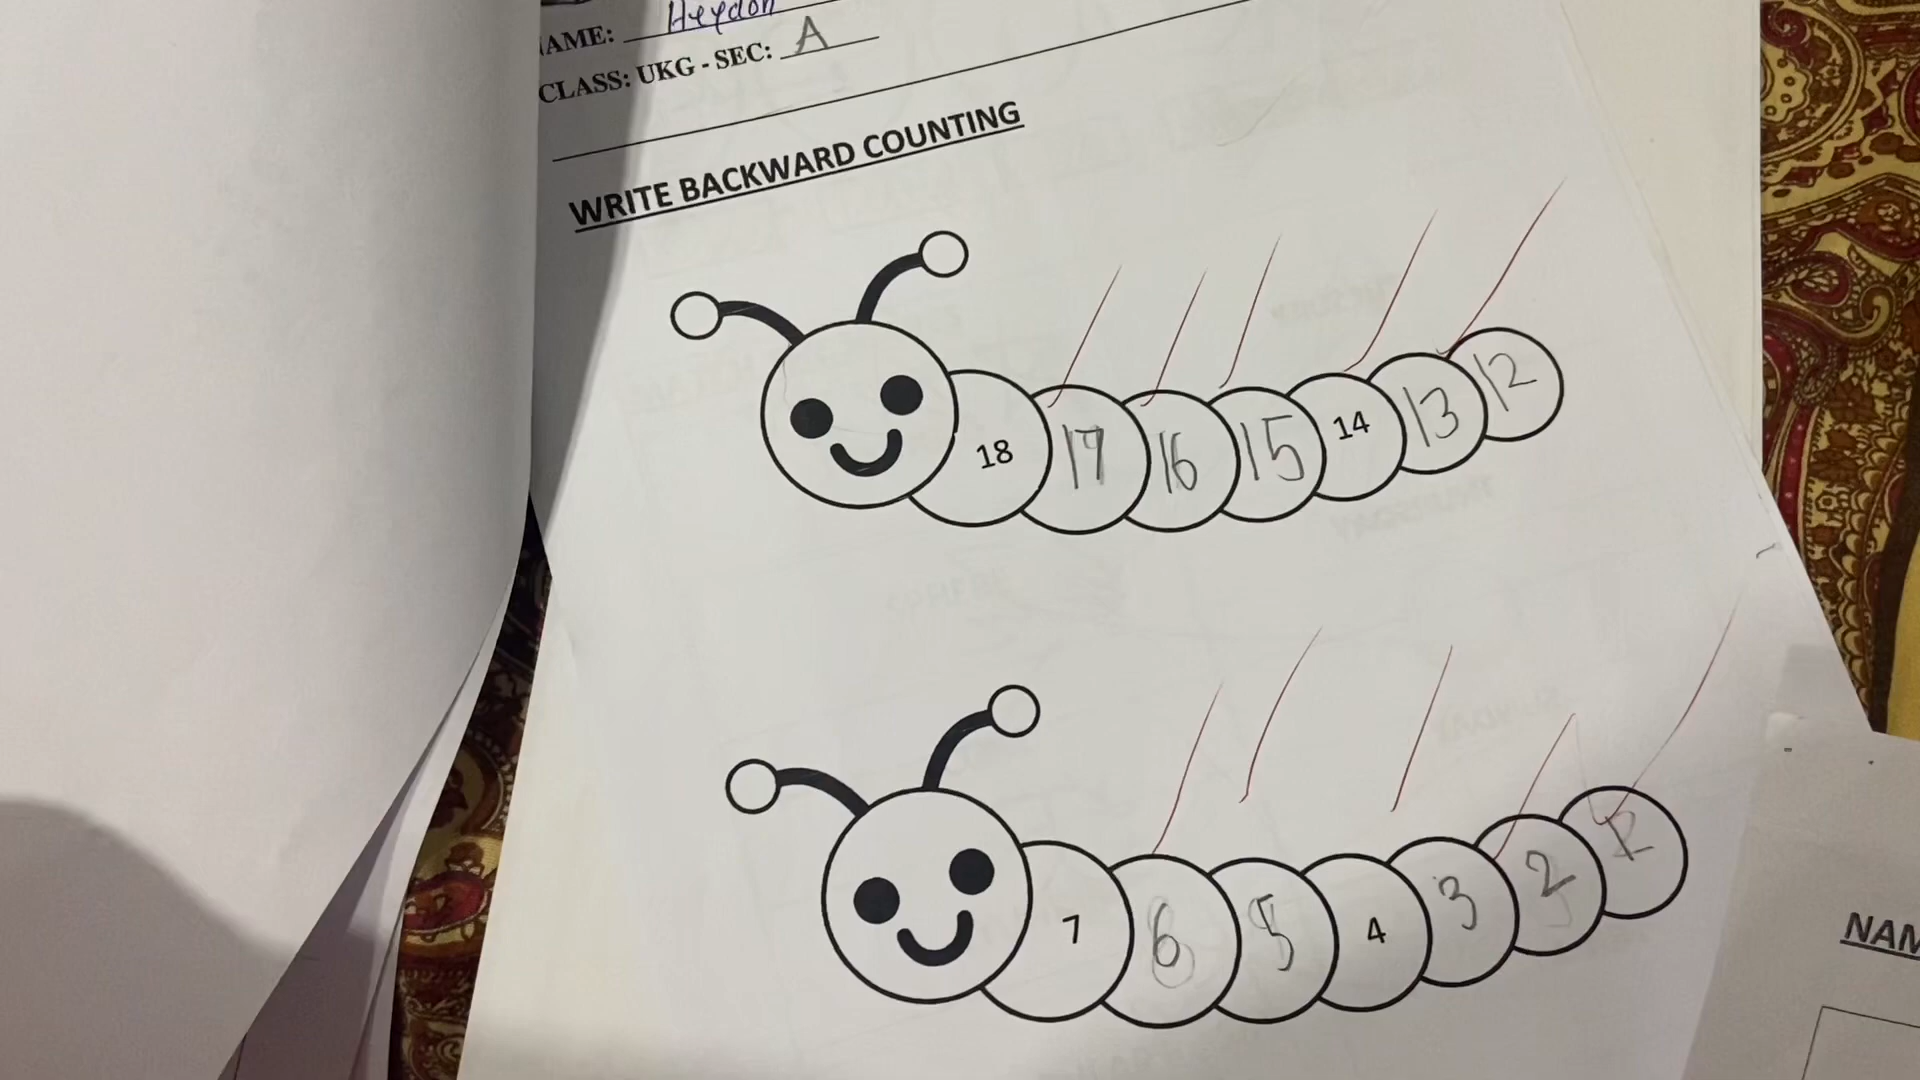 NAME: Heydon
CLASS: UKG - SEC: A
WRITE BACKWARD COUNTING
18 17 16 15 14 13 12
7 6 5 4 3 2
NAM